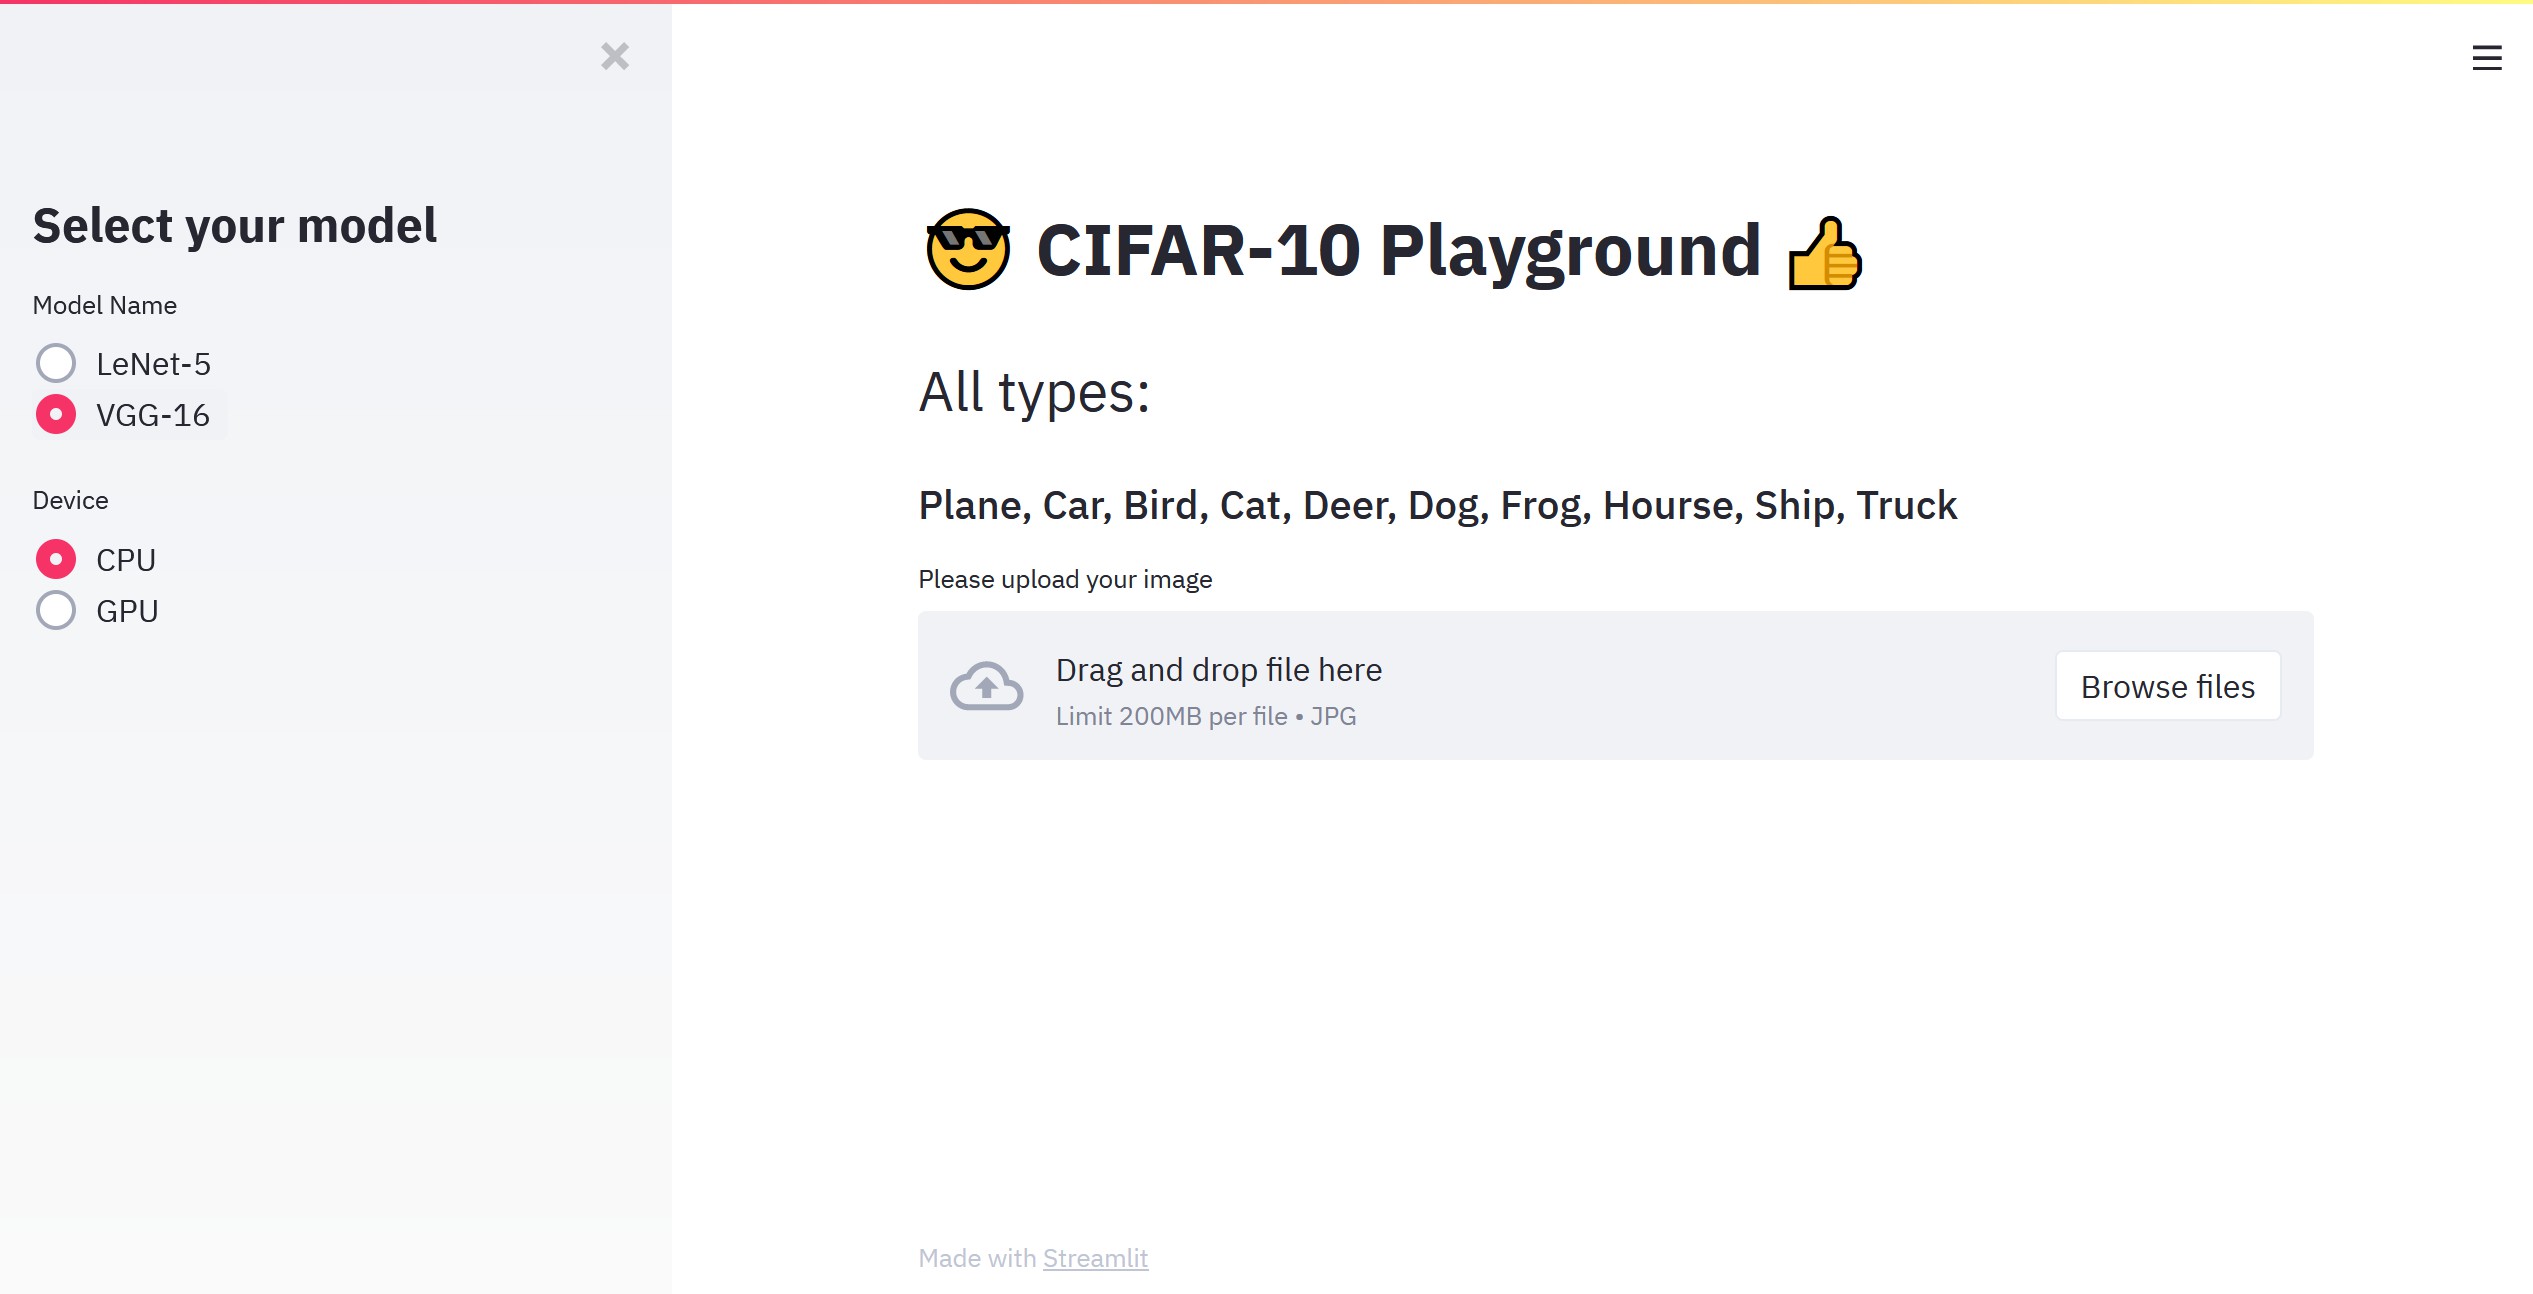 Select your model
Model Name
LeNet-5
VGG-16
Device
CPU
GPU
😎 CIFAR-10 Playground 👍
All types:
Plane, Car, Bird, Cat, Deer, Dog, Frog, Hourse, Ship, Truck
Please upload your image
Drag and drop file here
Limit 200MB per file • JPG
Browse files
Made with Streamlit